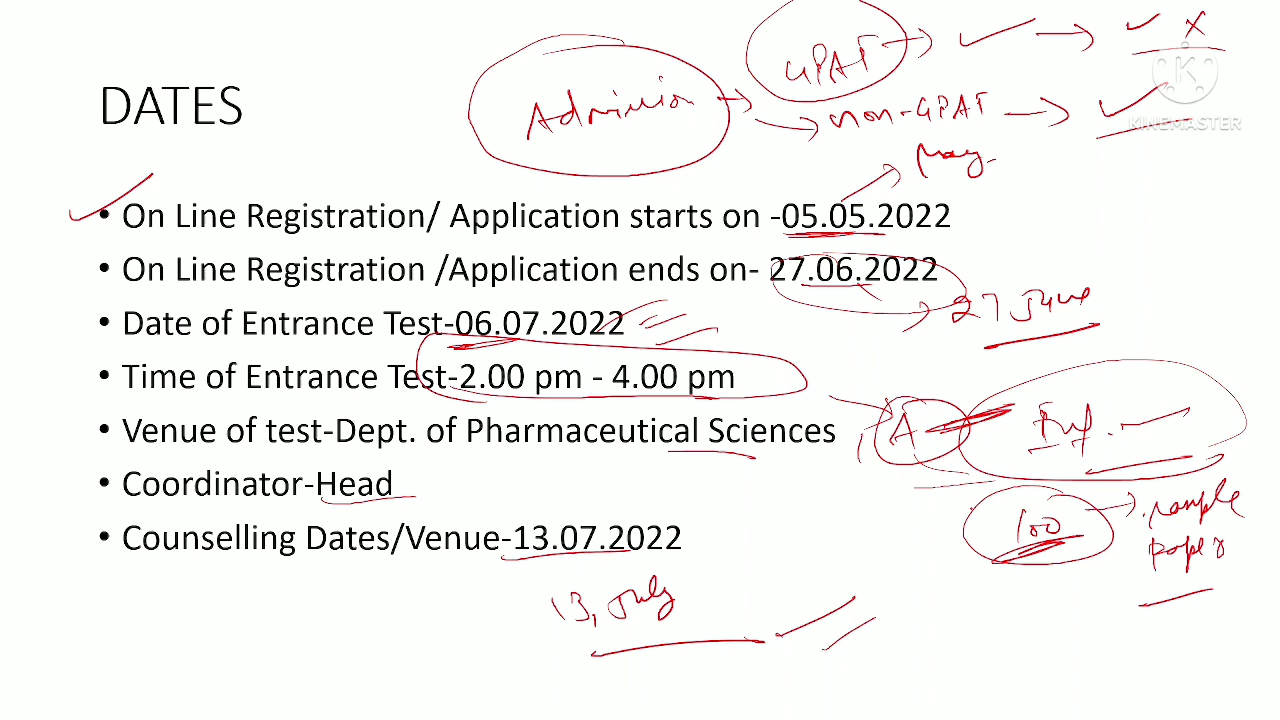 GPAT → ✓ → ✓ X
DATES
Admission
non-GPAT → ✓
K
KINEMASTER
May
• On Line Registration/ Application starts on -05.05.2022
• On Line Registration /Application ends on- 27.06.2022
27 June
• Date of Entrance Test-06.07.2022
• Time of Entrance Test-2.00 pm - 4.00 pm
• Venue of test-Dept. of Pharmaceutical Sciences
A
• Coordinator-Head
100 → sample
paper
• Counselling Dates/Venue-13.07.2022
13, July